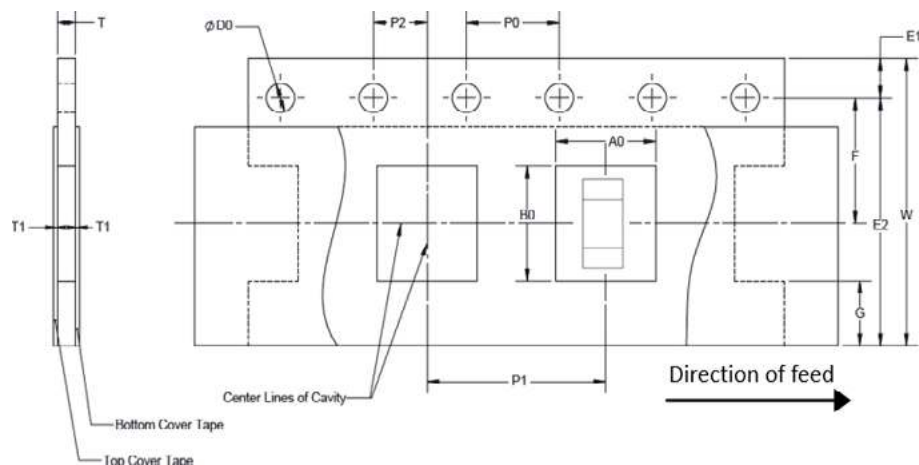 T
P2
P0
E1
ØD0
A0
F
W
T1
T1
B0
E2
G
P1
Direction of feed
Center Lines of Cavity
Bottom Cover Tape
Top Cover Tape